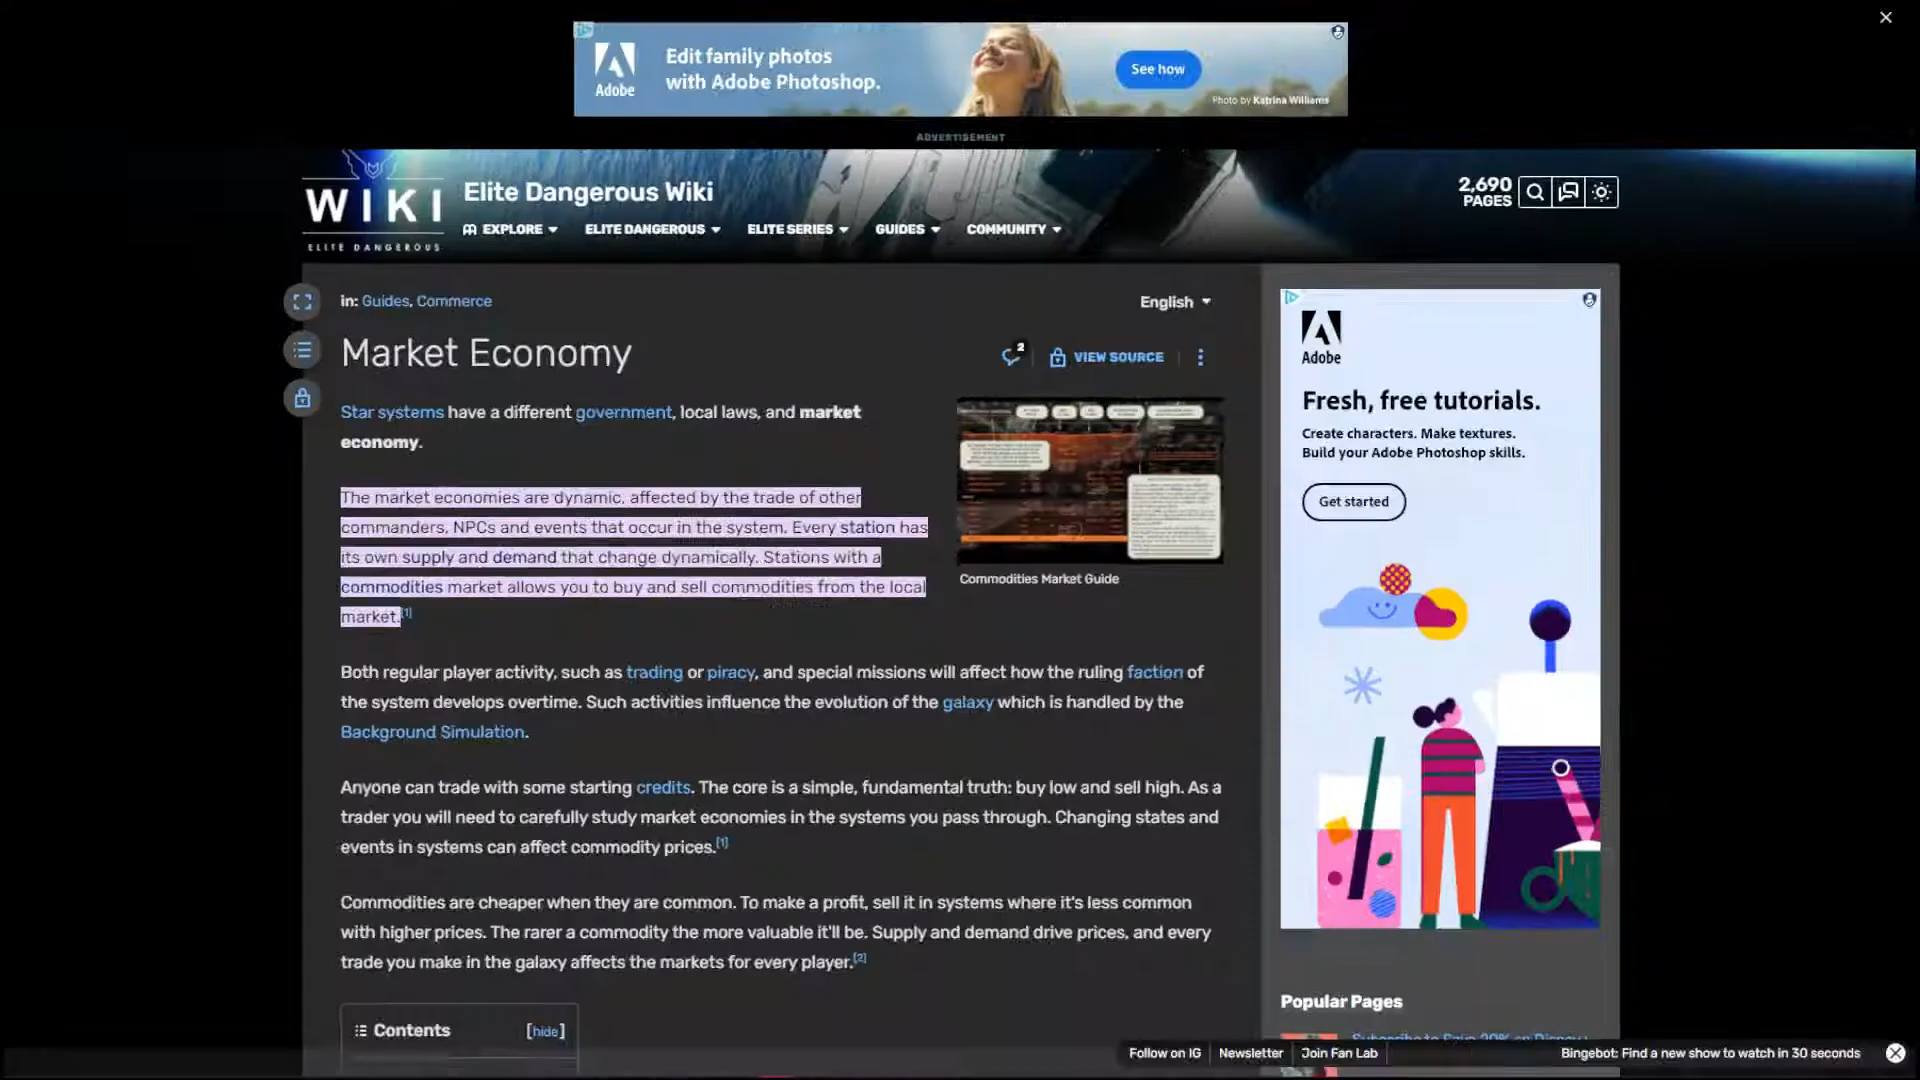 Edit family photos
with Adobe Photoshop.
Adobe
See how
Photo by Katrina Williams
ADVERTISEMENT
WIKI
ELITE DANGEROUS
Elite Dangerous Wiki
2,690
PAGES
EXPLORE
ELITE DANGEROUS
ELITE SERIES
GUIDES
COMMUNITY
in: Guides, Commerce
English
Market Economy
2
VIEW SOURCE
Star systems have a different government, local laws, and market
economy.
The market economies are dynamic, affected by the trade of other
commanders, NPCs and events that occur in the system. Every station has
its own supply and demand that change dynamically. Stations with a
commodities market allows you to buy and sell commodities from the local
market.[1]
Commodities Market Guide
Both regular player activity, such as trading or piracy, and special missions will affect how the ruling faction of
the system develops overtime. Such activities influence the evolution of the galaxy which is handled by the
Background Simulation.
Anyone can trade with some starting credits. The core is a simple, fundamental truth: buy low and sell high. As a
trader you will need to carefully study market economies in the systems you pass through. Changing states and
events in systems can affect commodity prices.[1]
Commodities are cheaper when they are common. To make a profit, sell it in systems where it's less common
with higher prices. The rarer a commodity the more valuable it'll be. Supply and demand drive prices, and every
trade you make in the galaxy affects the markets for every player.[2]
Contents [hide]
Adobe
Fresh, free tutorials.
Create characters. Make textures.
Build your Adobe Photoshop skills.
Get started
Popular Pages
Subscribe to Save 20% on Disney+
Follow on IG
Newsletter
Join Fan Lab
Bingebot: Find a new show to watch in 30 seconds